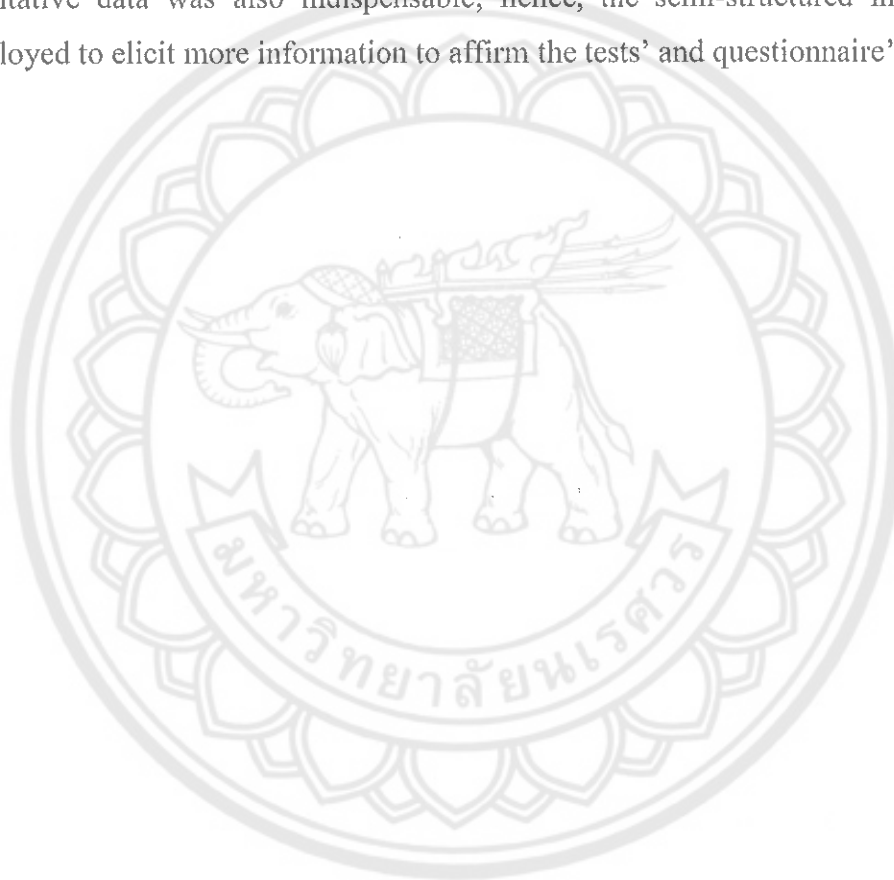 itative data was also indispensable, hence, the semi-structured in
loyed to elicit more information to affirm the tests' and questionnaire'
มหาวิทยาลัยนเรศวร